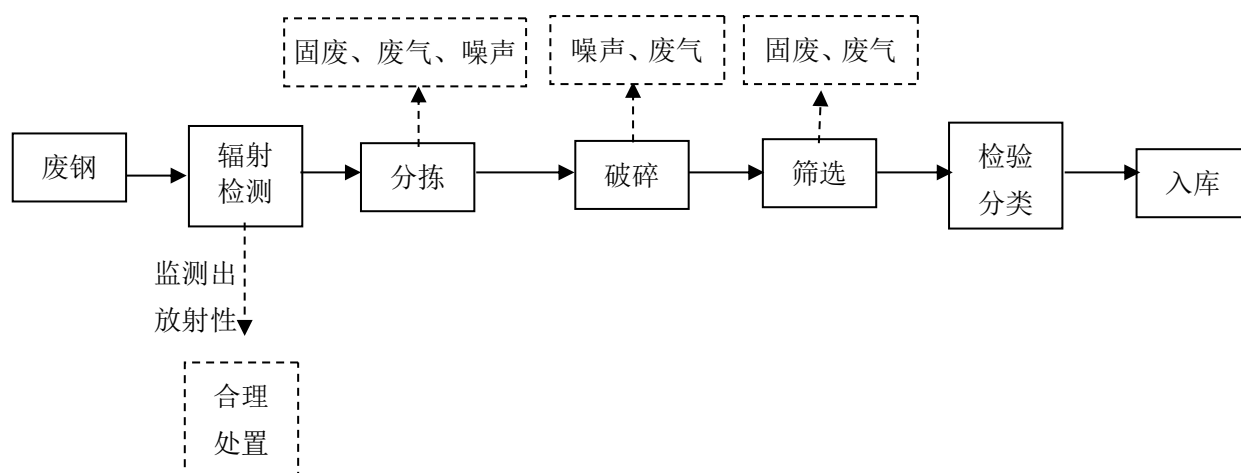 固废、废气、噪声
噪声、废气
固废、废气
废钢
辐射
检测
分拣
破碎
筛选
检验
分类
入库
监测出
放射性
合理
处置